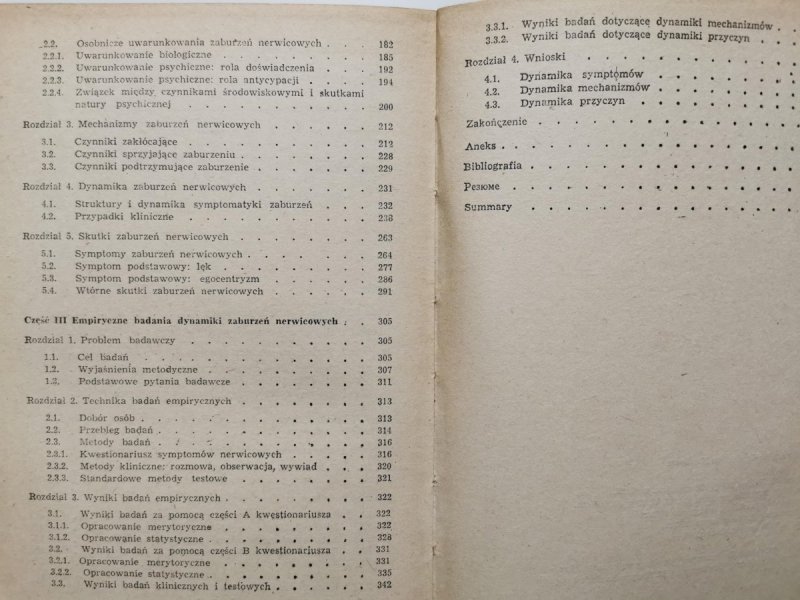 2.2. Osobnicze uwarunkowania zaburzeń nerwicowych . . . 182
2.2.1. Uwarunkowanie biologiczne . . . . . . . . 185
2.2.2. Uwarunkowanie psychiczne: rola doświadczenia . . . 192
2.2.3. Uwarunkowanie psychiczne: rola antycypacji . . . . 194
2.2.4. Związek między czynnikami środowiskowymi i skutkami
natury psychicznej . . . . . . . . . . 200
Rozdział 3. Mechanizmy zaburzeń nerwicowych . . . . . . 212
3.1. Czynniki zakłócające . . . . . . . . . . 212
3.2. Czynniki sprzyjające zaburzeniu . . . . . . . 228
3.3. Czynniki podtrzymujące zaburzenie . . . . . . 229
Rozdział 4. Dynamika zaburzeń nerwicowych . . . . . . . 231
4.1. Struktury i dynamika symptomatyki zaburzeń . . . 232
4.2. Przypadki kliniczne . . . . . . . . . . 238
Rozdział 5. Skutki zaburzeń nerwicowych . . . . . . . . 263
5.1. Symptomy zaburzeń nerwicowych . . . . . . . 264
5.2. Symptom podstawowy: lęk . . . . . . . . 277
5.3. Symptom podstawowy: egocentryzm . . . . . . 286
5.4. Wtórne skutki zaburzeń nerwicowych . . . . . 291
Część III Empiryczne badania dynamiki zaburzeń nerwicowych . . 305
Rozdział 1. Problem badawczy . . . . . . . . . . 305
1.1. Cel badań . . . . . . . . . . . . 305
1.2. Wyjaśnienia metodyczne . . . . . . . . . 307
1.3. Podstawowe pytania badawcze . . . . . . . 311
Rozdział 2. Technika badań empirycznych . . . . . . . . 313
2.1. Dobór osób . . . . . . . . . . . . 313
2.2. Przebieg badań . . . . . . . . . . . 314
2.3. Metody badań . . . . . . . . . . . 316
2.3.1. Kwestionariusz symptomów nerwicowych . . . . 316
2.3.2. Metody kliniczne: rozmowa, obserwacja, wywiad . . . 320
2.3.3. Standardowe metody testowe . . . . . . . 321
Rozdział 3. Wyniki badań empirycznych . . . . . . . . 322
3.1. Wyniki badań za pomocą części A kwestionariusza . . 322
3.1.1. Opracowanie merytoryczne . . . . . . . . 322
3.1.2. Opracowanie statystyczne . . . . . . . . 328
3.2. Wyniki badań za pomocą części B kwestionariusza . . 331
3.2.1. Opracowanie merytoryczne . . . . . . . . 331
3.2.2. Opracowanie statystyczne . . . . . . . . 335
3.3. Wyniki badań klinicznych i testowych . . . . . 342
3.3.1. Wyniki badań dotyczące dynamiki mechanizmów .
3.3.2. Wyniki badań dotyczące dynamiki przyczyn . .
Rozdział 4. Wnioski . . . . . . . . . . .
4.1. Dynamika symptomów . . . . . . . .
4.2. Dynamika mechanizmów . . . . . . .
4.3. Dynamika przyczyn . . . . . . . .
Zakończenie . . . . . . . . . . . . .
Aneks . . . . . . . . . . . . . . .
Bibliografia . . . . . . . . . . . . .
Резюме . . . . . . . . . . . . . .
Summary . . . . . . . . . . . . . .